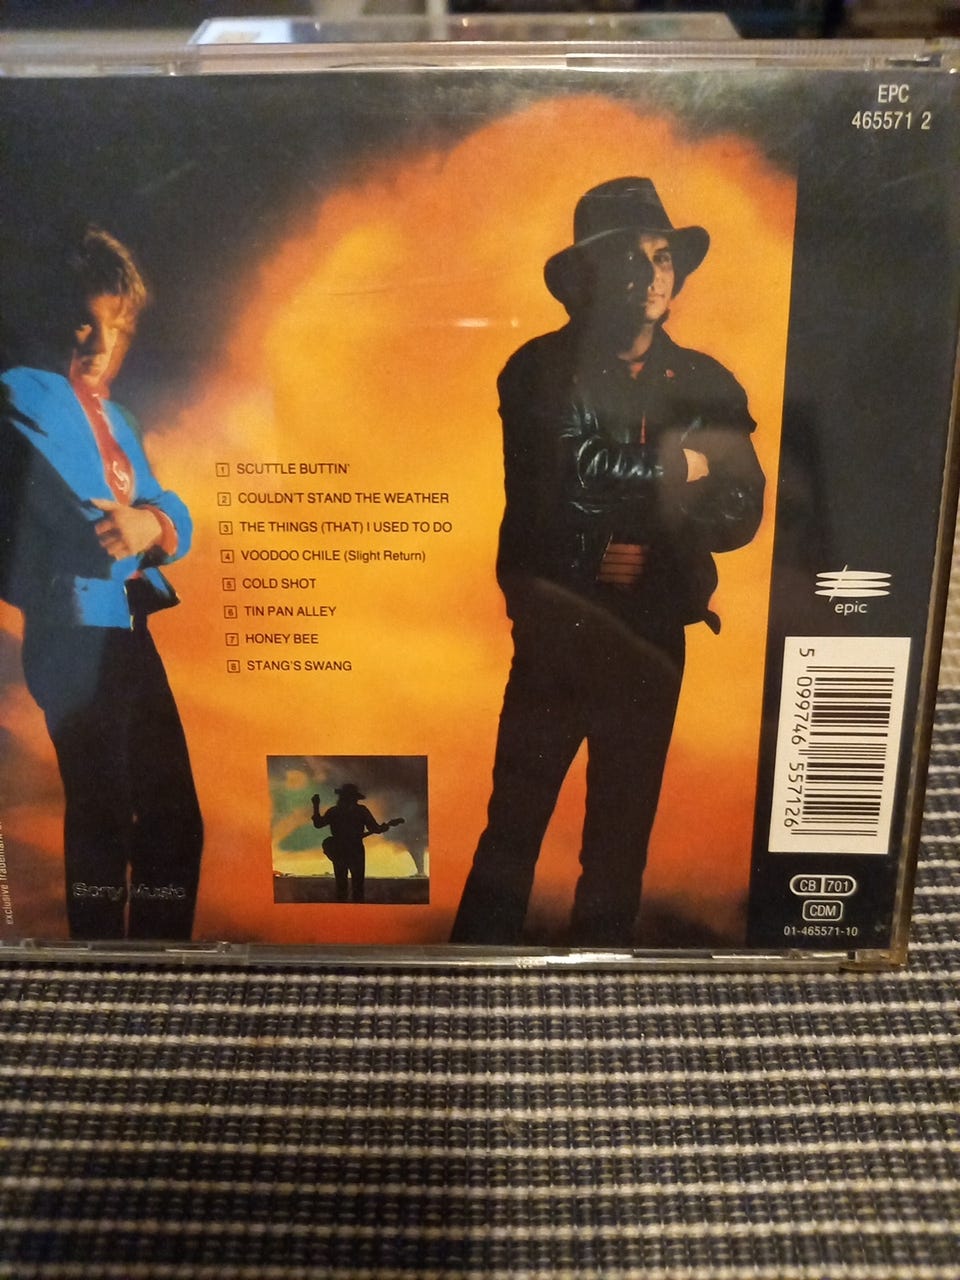 EPC
465571 2
1 SCUTTLE BUTTIN'
2 COULDN'T STAND THE WEATHER
3 THE THINGS (THAT) I USED TO DO
4 VOODOO CHILE (Slight Return)
5 COLD SHOT
6 TIN PAN ALLEY
7 HONEY BEE
8 STANG'S SWANG
epic
5 099746 557126
Sony Music
exclusive trademark
CB 701
CDM
01-465571-10